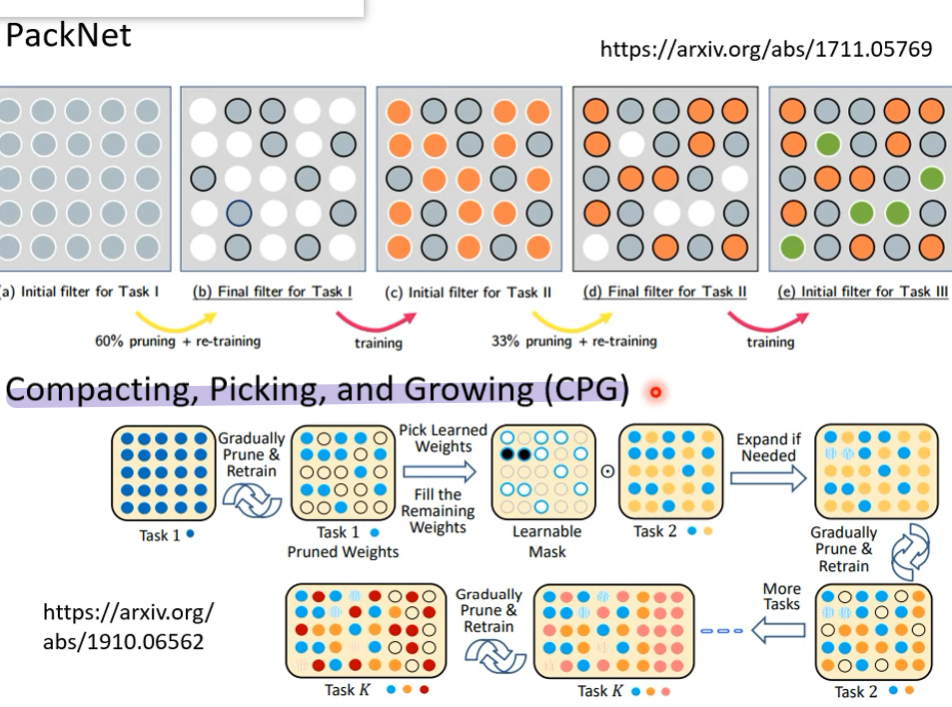 PackNet
https://arxiv.org/abs/1711.05769
a) Initial filter for Task I
(b) Final filter for Task I
(c) Initial filter for Task II
(d) Final filter for Task II
(e) Initial filter for Task III
60% pruning + re-training
training
33% pruning + re-training
training
Compacting, Picking, and Growing (CPG)
Gradually
Prune &
Retrain
Pick Learned
Weights
Fill the
Remaining
Weights
Expand if
Needed
Task 1
Task 1
Pruned Weights
Learnable
Mask
Task 2
Gradually
Prune &
Retrain
https://arxiv.org/
abs/1910.06562
Gradually
Prune &
Retrain
More
Tasks
Task K
Task K
Task 2